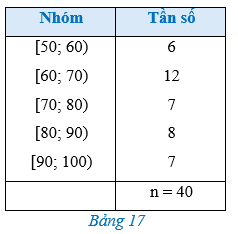 Nhóm Tần số
[50; 60) 6
[60; 70) 12
[70; 80) 7
[80; 90) 8
[90; 100) 7
n = 40
Bảng 17